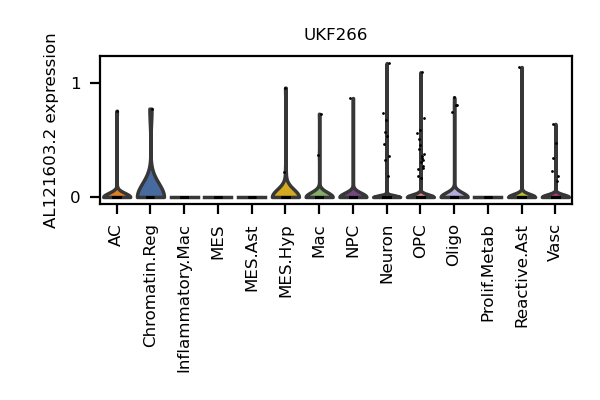 UKF266
AL121603.2 expression
1
0
AC
Chromatin.Reg
Inflammatory.Mac
MES
MES.Ast
MES.Hyp
Mac
NPC
Neuron
OPC
Oligo
Prolif.Metab
Reactive.Ast
Vasc